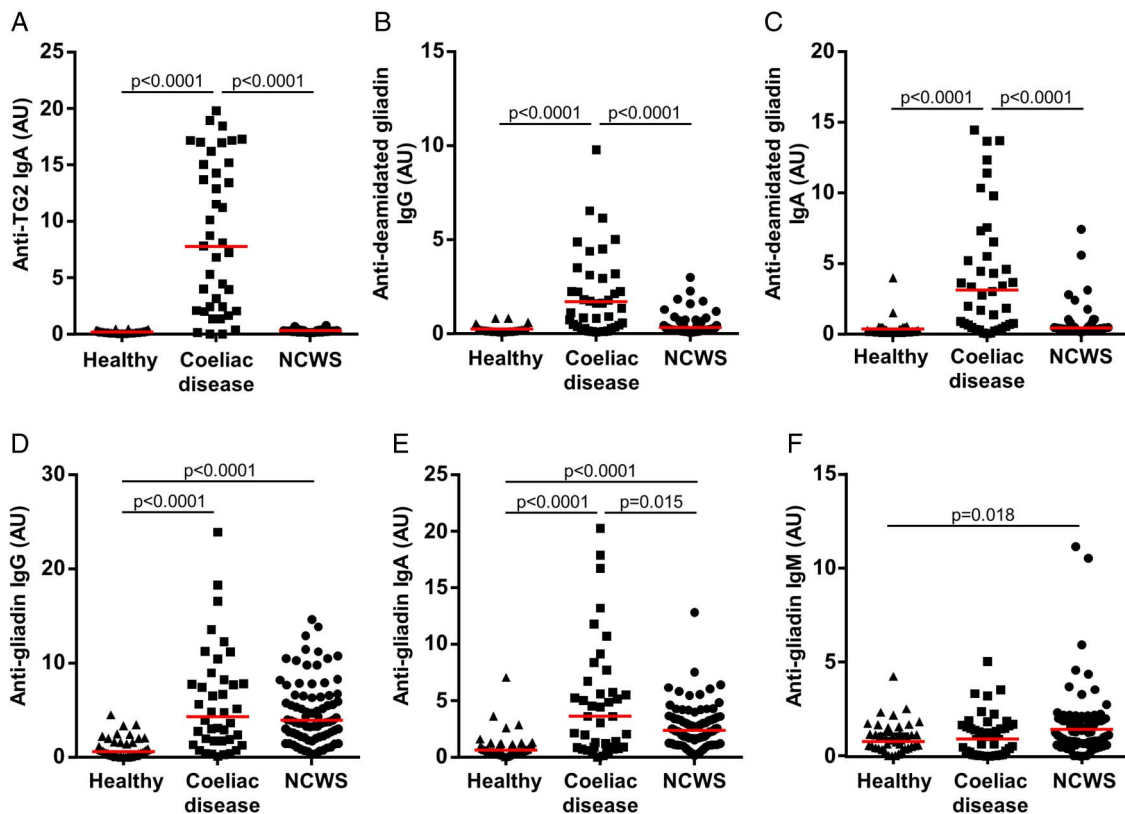 A
Anti-TG2 IgA (AU)
25
20
15
10
5
0
p<0.0001
p<0.0001
Healthy
Coeliac
disease
NCWS
B
Anti-deamidated gliadin
IgG (AU)
15
10
5
0
p<0.0001
p<0.0001
Healthy
Coeliac
disease
NCWS
C
Anti-deamidated gliadin
IgA (AU)
20
15
10
5
0
p<0.0001
p<0.0001
Healthy
Coeliac
disease
NCWS
D
Anti-gliadin IgG (AU)
30
20
10
0
p<0.0001
p<0.0001
Healthy
Coeliac
disease
NCWS
E
Anti-gliadin IgA (AU)
25
20
15
10
5
0
p<0.0001
p<0.0001
p=0.015
Healthy
Coeliac
disease
NCWS
F
Anti-gliadin IgM (AU)
15
10
5
0
p=0.018
Healthy
Coeliac
disease
NCWS